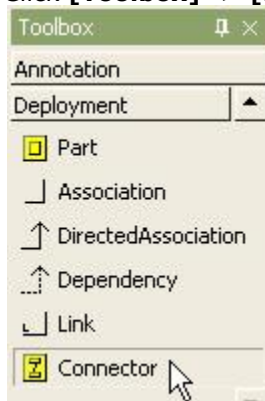 Toolbox
Annotation
Deployment
Part
Association
DirectedAssociation
Dependency
Link
Connector